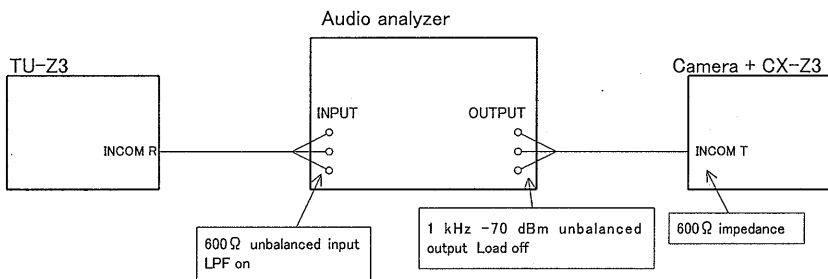 Audio analyzer
TU-Z3
Camera + CX-Z3
INPUT
OUTPUT
INCOM R
INCOM T
600Ω unbalanced input
LPF on
1 kHz -70 dBm unbalanced
output Load off
600Ω impedance